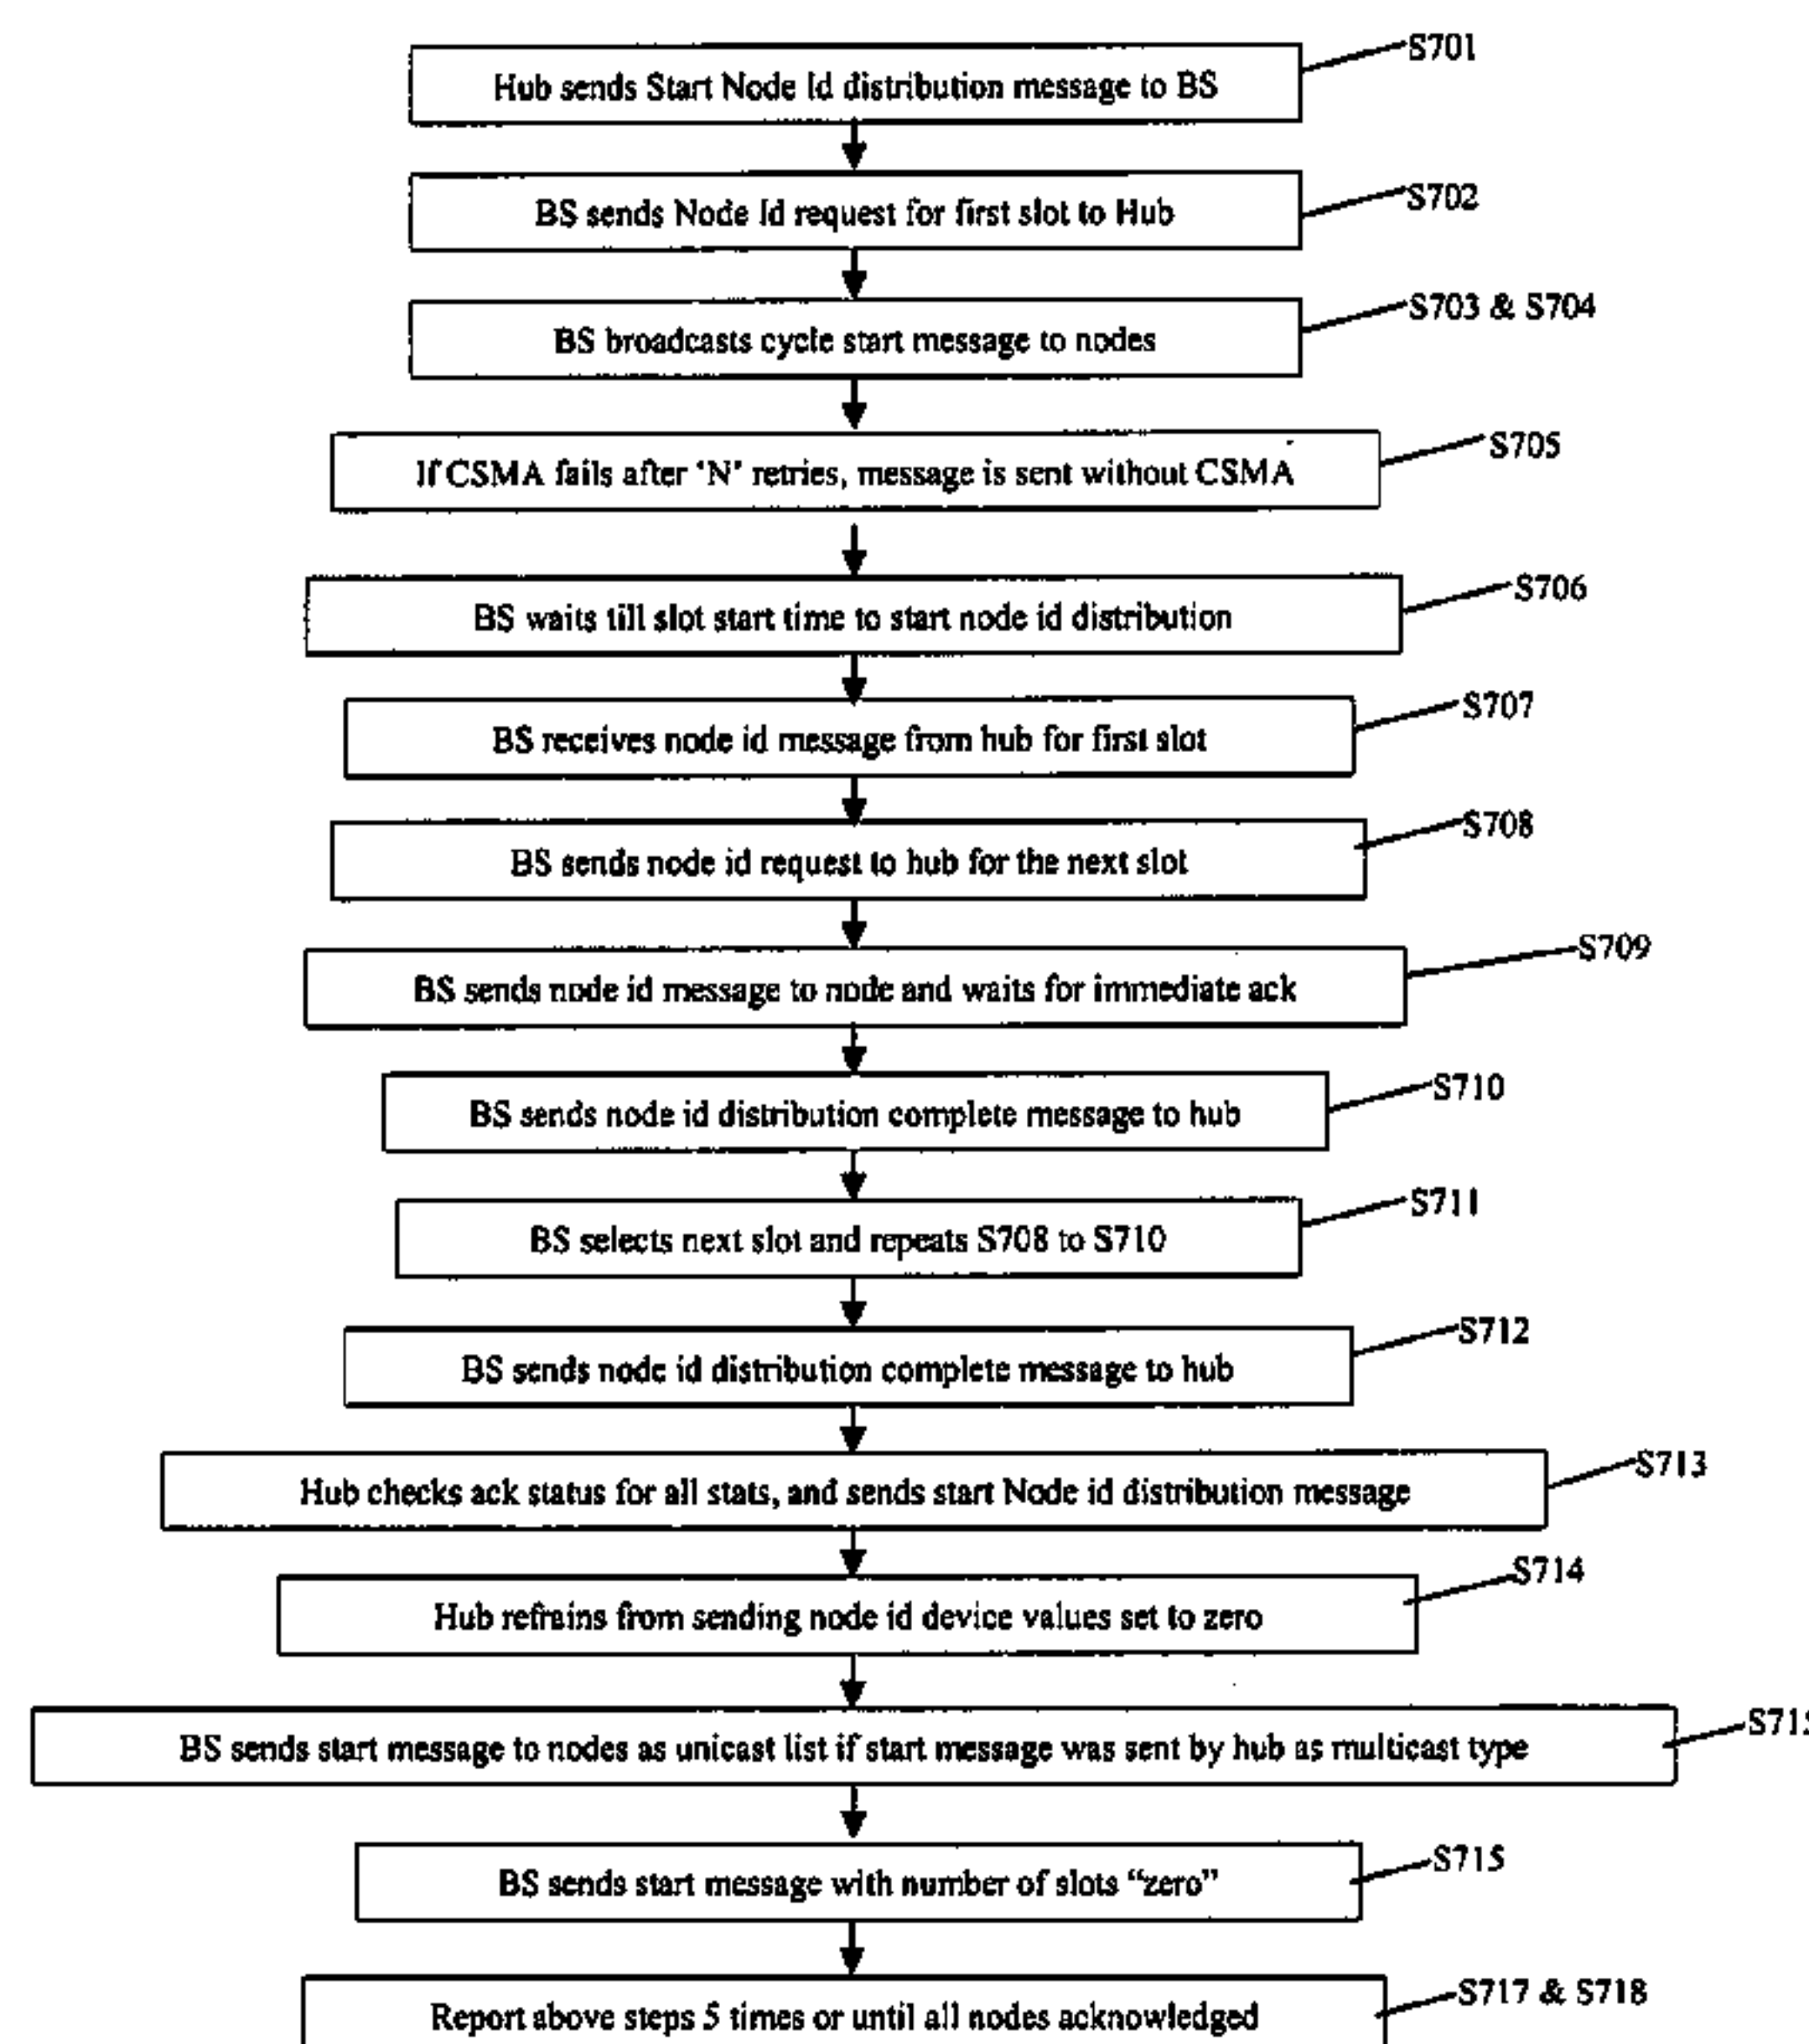 S701
Hub sends Start Node Id distribution message to BS
S702
BS sends Node Id request for first slot to Hub
S703 & S704
BS broadcasts cycle start message to nodes
S705
If CSMA fails after ‘N’ retries, message is sent without CSMA
S706
BS waits till slot start time to start node id distribution
S707
BS receives node id message from hub for first slot
S708
BS sends node id request to hub for the next slot
S709
BS sends node id message to node and waits for immediate ack
S710
BS sends node id distribution complete message to hub
S711
BS selects next slot and repeats S708 to S710
S712
BS sends node id distribution complete message to hub
S713
Hub checks ack status for all stats, and sends start Node id distribution message
S714
Hub refrains from sending node id device values set to zero
S715
BS sends start message to nodes as unicast list if start message was sent by hub as multicast type
S715
BS sends start message with number of slots “zero”
S717 & S718
Report above steps 5 times or until all nodes acknowledged